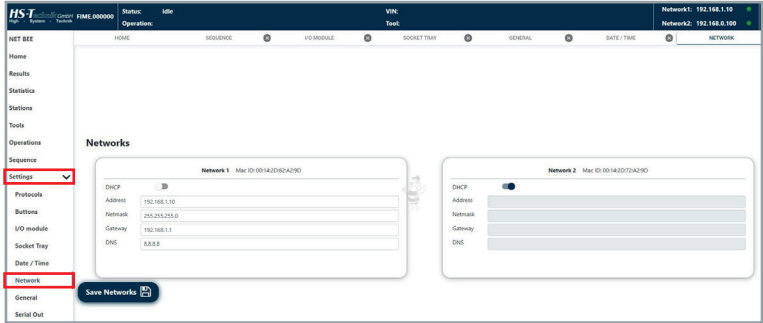 HS-Technik GmbH FIME.000000
High - System - Technik
Status: idle
Operation:
VIN:
Tool:
Network1: 192.168.1.10
Network2: 192.168.0.100
NET BEE
HOME SEQUENCE I/O MODULE SOCKET TRAY GENERAL DATE / TIME NETWORK
Home
Results
Statistics
Stations
Tools
Operations
Sequence
Settings
Protocols
Buttons
I/O module
Socket Tray
Date / Time
Network
General
Serial Out
Networks
Network 1 Mac ID: 00:14:2D:62:A2:9D
DHCP
Address 192.168.1.10
Netmask 255.255.255.0
Gateway 192.168.1.1
DNS 8.8.8.8
Network 2 Mac ID: 00:14:2D:72:A2:9D
DHCP
Address
Netmask
Gateway
DNS
Save Networks